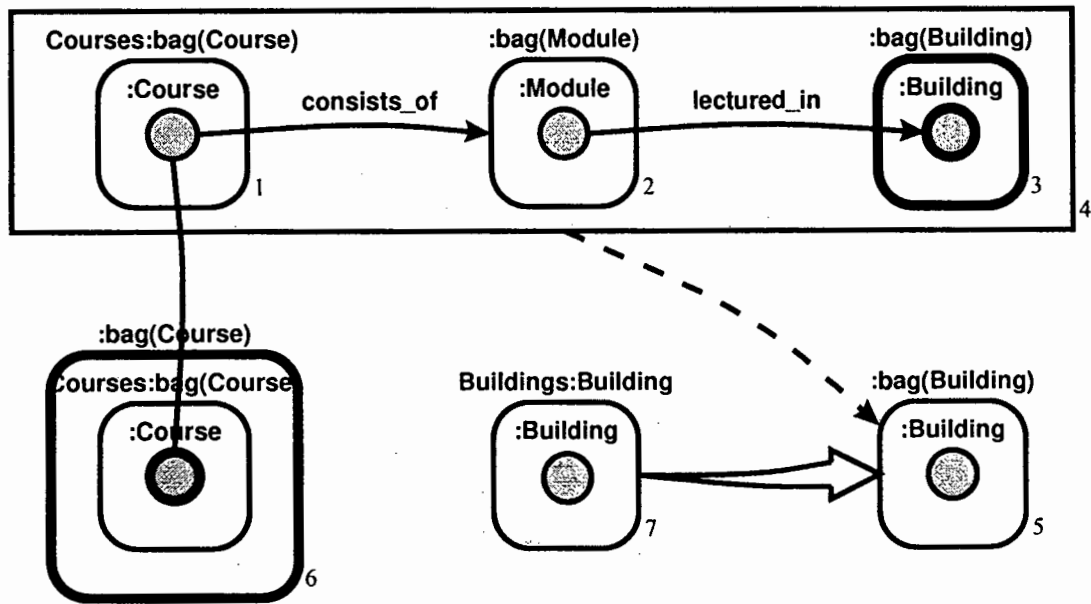 Courses:bag(Course) :bag(Module) :bag(Building)
:Course :Module :Building
consists_of lectured_in
1 2 3 4
:bag(Course)
Courses:bag(Course Buildings:Building :bag(Building)
:Course :Building :Building
7 5
6